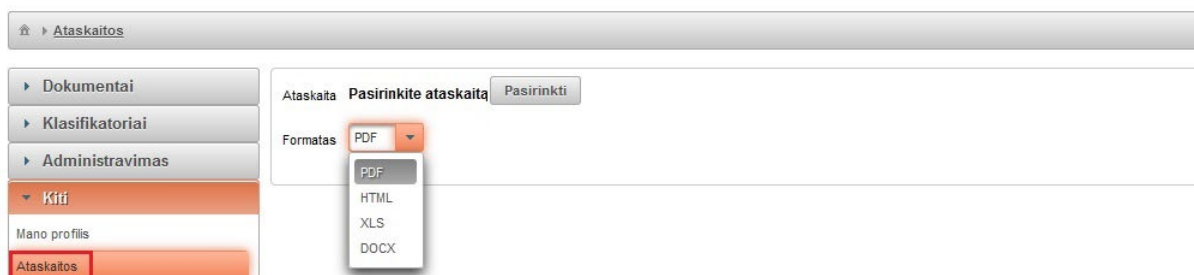 Ataskaitos
Dokumentai
Klasifikatoriai
Administravimas
Kiti
Mano profilis
Ataskaitos
Ataskaita Pasirinkite ataskaitą Pasirinkti
Formatas PDF
PDF
HTML
XLS
DOCX